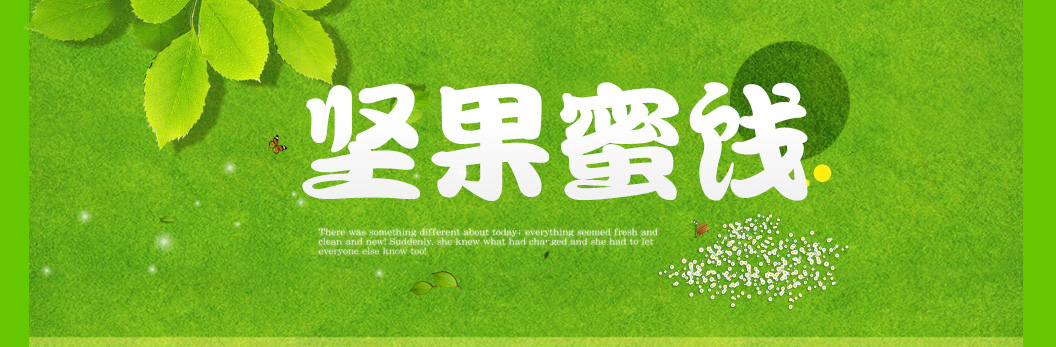 坚果蜜饯
There was something different about today; everything seemed fresh and
clean and new! Suddenly, she knew what had changed and she had to let
everyone else know too!